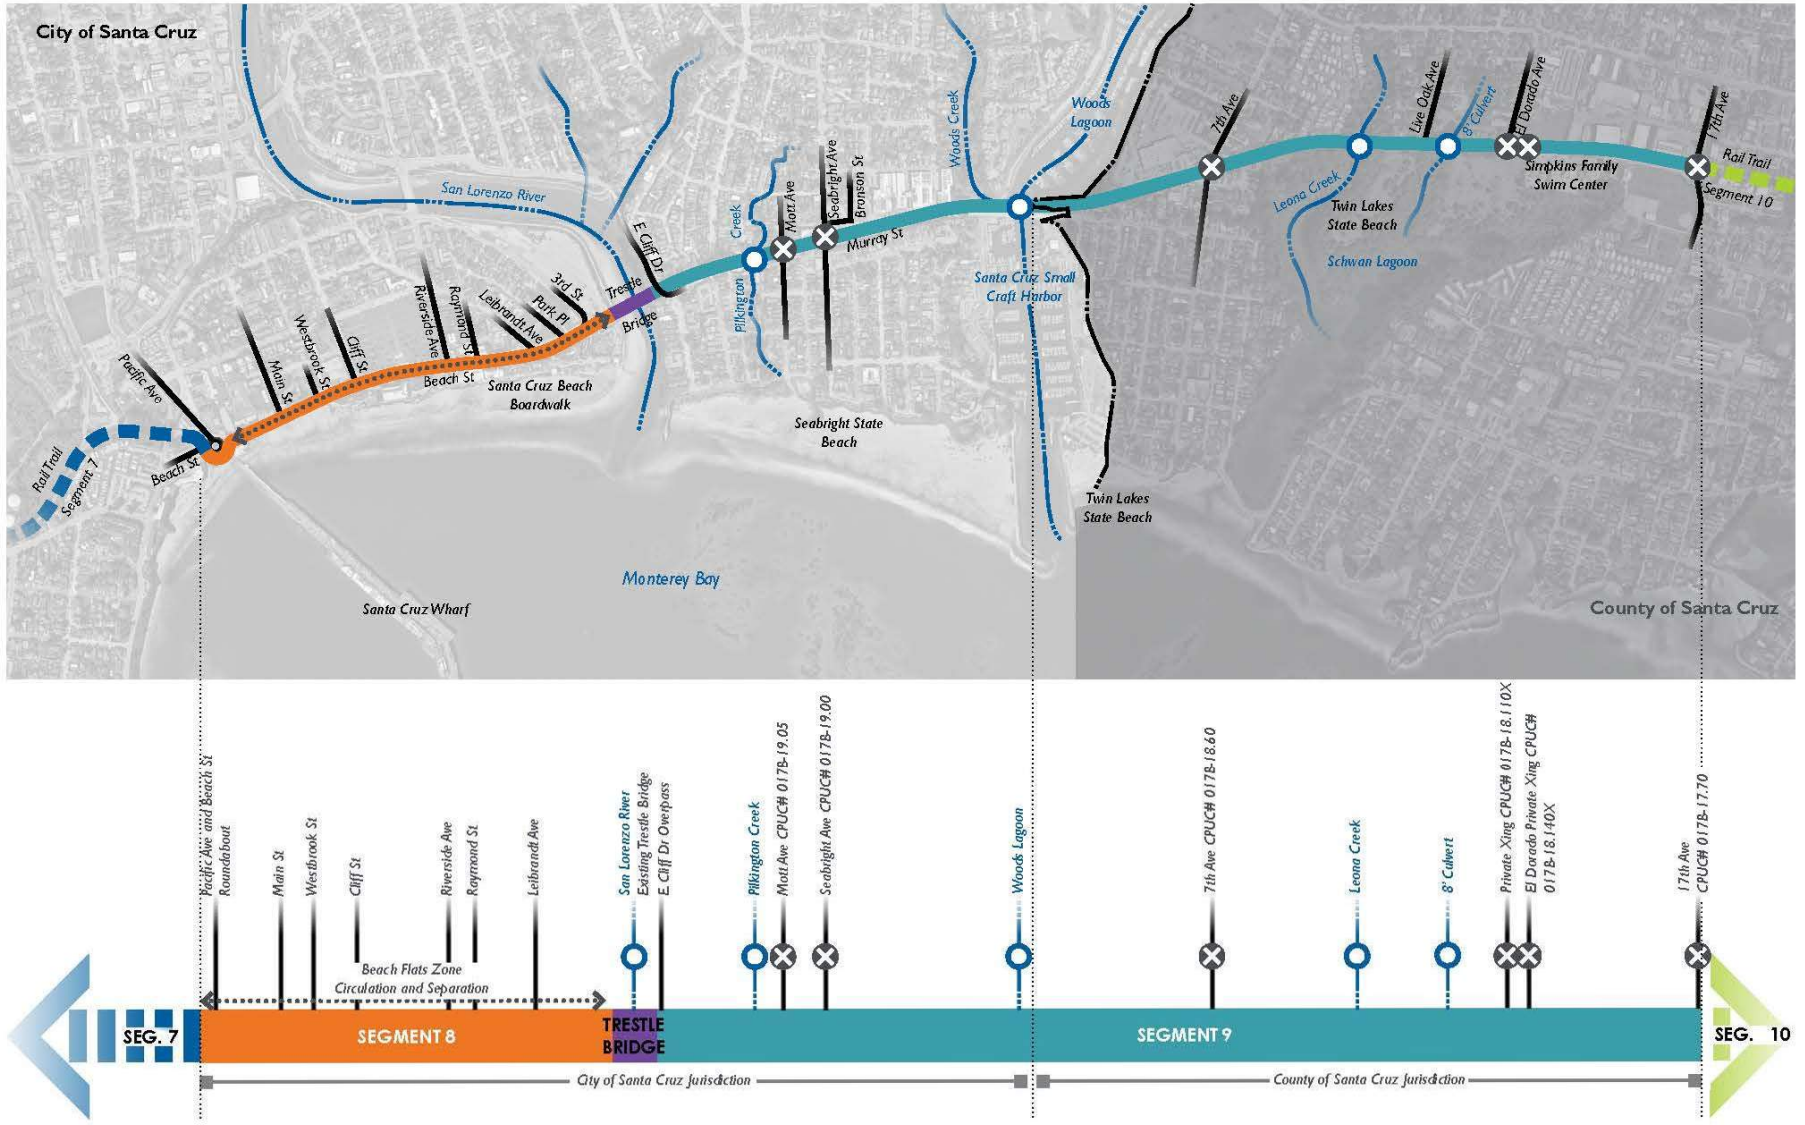 City of Santa Cruz
San Lorenzo River
E Cliff Dr
Trestle
Bridge
Pilkington
Creek
Mott Ave
Seabright Ave
Bronson St
Murray St
Woods Creek
Woods
Lagoon
7th Ave
Leona Creek
Live Oak Ave
8' Culvert
El Dorado Ave
17th Ave
Rail Trail
Segment 10
Simpkins Family
Swim Center
Twin Lakes
State Beach
Schwan Lagoon
Santa Cruz Small
Craft Harbor
3rd St
Park Pl
Leibrandt Ave
Raymond St
Riverside Ave
Cliff St
Westbrook St
Main St
Pacific Ave
Beach St
Santa Cruz Beach
Boardwalk
Beach St
Rail Trail
Segment 7
Seabright State
Beach
Twin Lakes
State Beach
Monterey Bay
Santa Cruz Wharf
County of Santa Cruz
Pacific Ave and Beach St
Roundabout
Main St
Westbrook St
Cliff St
Riverside Ave
Raymond St
Leibrandt Ave
San Lorenzo River
Existing Trestle Bridge
E. Cliff Dr Overpass
Pilkington Creek
Mott Ave CPUC# 017B-19.05
Seabright Ave CPUC# 017B-19.00
Woods Lagoon
7th Ave CPUC# 017B-18.60
Leona Creek
8' Culvert
Private Xing CPUC# 017B-18.110X
El Dorado Private Xing CPUC#
017B-18.140X
17th Ave
CPUC# 017B-17.70
Beach Flats Zone
Circulation and Separation
SEG. 7
SEGMENT 8
TRESTLE
BRIDGE
SEGMENT 9
SEG. 10
City of Santa Cruz Jurisdiction
County of Santa Cruz Jurisdiction